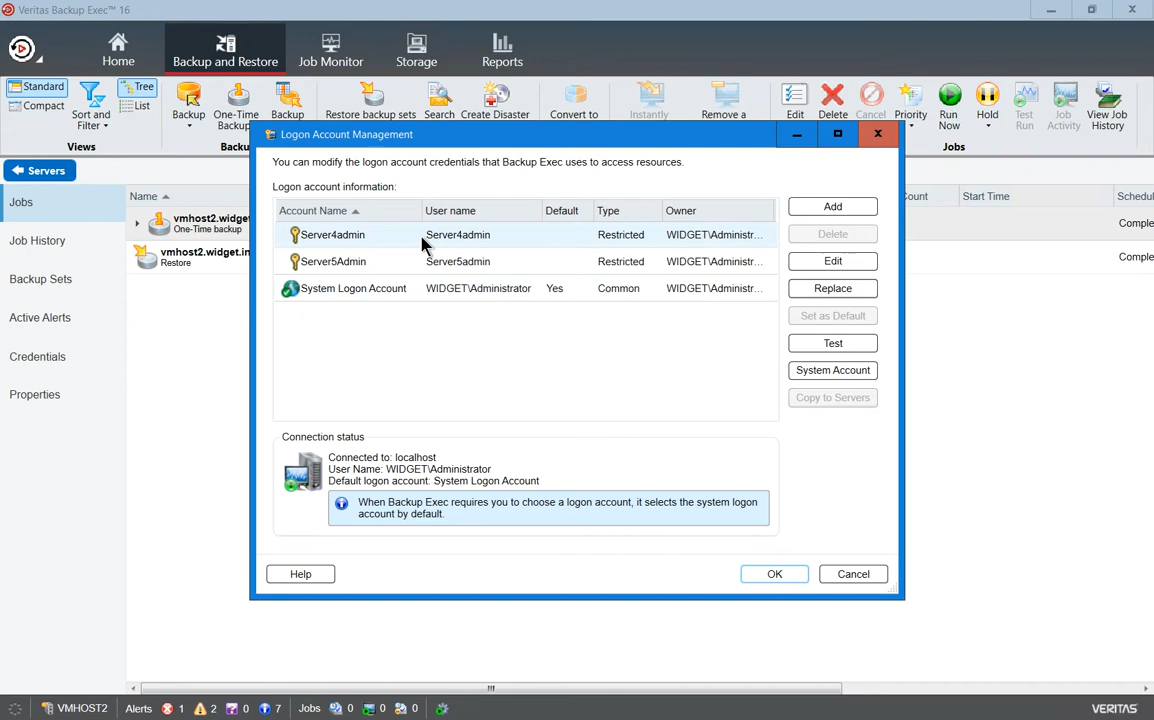 Veritas Backup Exec™ 16
Home
Backup and Restore
Job Monitor
Storage
Reports
Standard
Compact
Sort and
Filter
Tree
List
Views
Backup
One-Time
Backup
Backup
Restore backup sets
Search
Create Disaster
Convert to
Instantly
Remove a
Edit
Delete
Cancel
Priority
Run
Now
Hold
Test
Run
Job
Activity
View Job
History
Jobs
Backu
Logon Account Management
You can modify the logon account credentials that Backup Exec uses to access resources.
Logon account information:
Account Name
User name
Default
Type
Owner
Server4admin
Server4admin
Restricted
WIDGET\Administr...
Server5Admin
Server5admin
Restricted
WIDGET\Administr...
System Logon Account
WIDGET\Administrator
Yes
Common
WIDGET\Administr...
Add
Delete
Edit
Replace
Set as Default
Test
System Account
Copy to Servers
Connection status
Connected to: localhost
User Name: WIDGET\Administrator
Default logon account: System Logon Account
When Backup Exec requires you to choose a logon account, it selects the system logon
account by default.
Help
OK
Cancel
Servers
Jobs
Job History
Backup Sets
Active Alerts
Credentials
Properties
Name
vmhost2.widge
One-time backup
vmhost2.widget.in
Restore
Count
Start Time
Schedu
Comple
Comple
VMHOST2
Alerts
1
2
0
7
Jobs
0
0
0
VERITAS